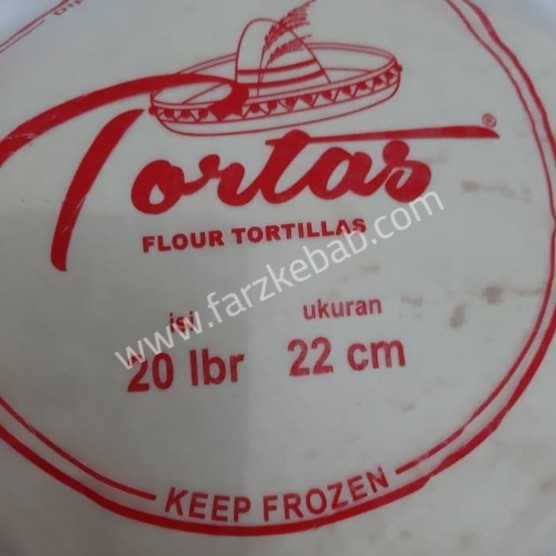 Tortas ®
FLOUR TORTILLAS
www.farzkebab.com
isi ukuran
20 lbr 22 cm
KEEP FROZEN